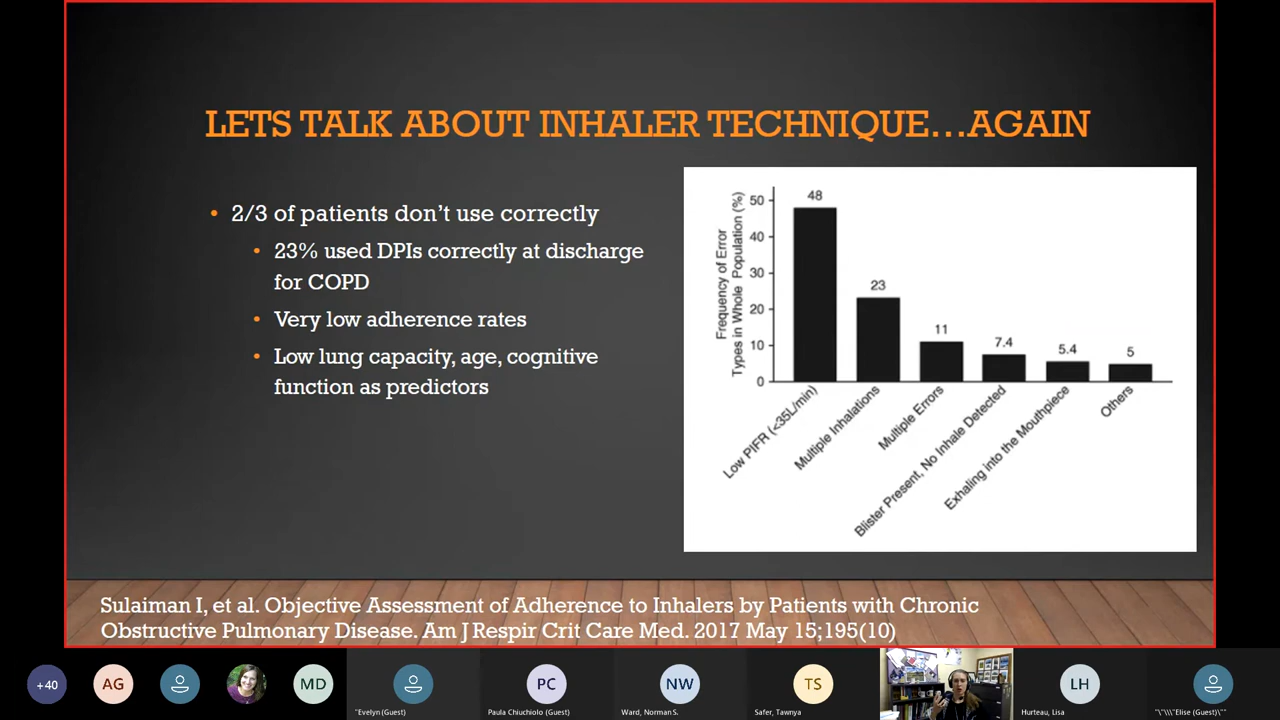 LETS TALK ABOUT INHALER TECHNIQUE...AGAIN
• 2/3 of patients don't use correctly
• 23% used DPIs correctly at discharge
for COPD
• Very low adherence rates
• Low lung capacity, age, cognitive
function as predictors
Frequency of Error
Types in Whole Population (%)
50
40
30
20
10
0
48
23
11
7.4
5.4
5
Low PIFR (<35L/min)
Multiple Inhalations
Multiple Errors
Blister Present, No Inhale Detected
Exhaling into the Mouthpiece
Others
Sulaiman I, et al. Objective Assessment of Adherence to Inhalers by Patients with Chronic
Obstructive Pulmonary Disease. Am J Respir Crit Care Med. 2017 May 15;195(10)
+40
AG
MD
"Evelyn (Guest)
PC
Paula Chiuchiolo (Guest)
NW
Ward, Norman S.
TS
Safer, Tawnya
LH
Hurteau, Lisa
"\"\\\"Elise (Guest)\""